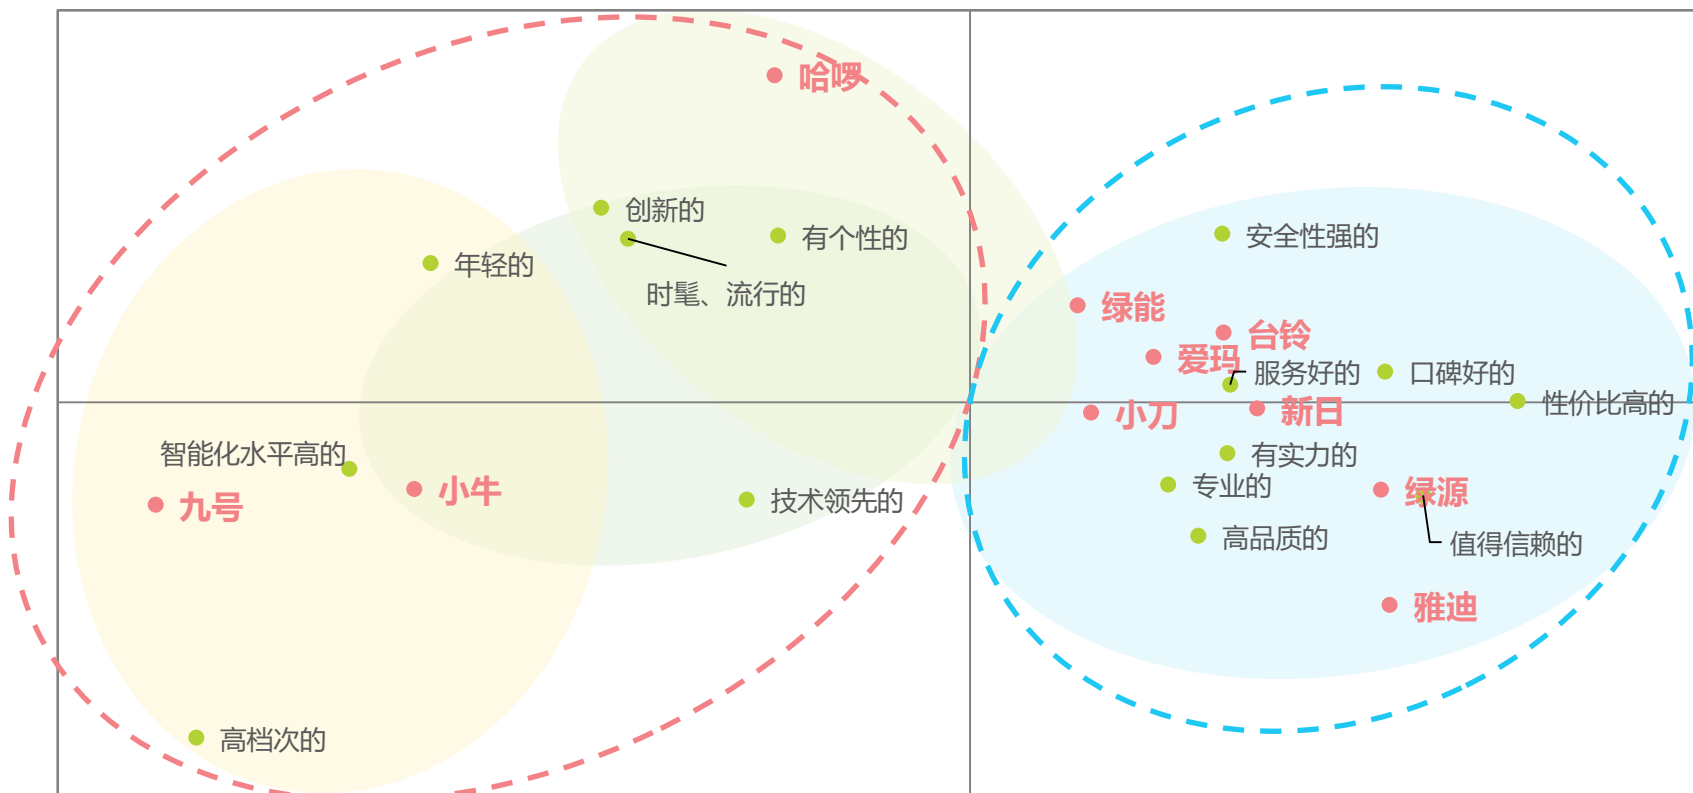 哈啰
创新的
有个性的
安全性强的
年轻的
时髦、流行的
绿能
台铃
爱玛
服务好的
口碑好的
性价比高的
小刀
新日
智能化水平高的
有实力的
九号
小牛
技术领先的
专业的
绿源
高品质的
值得信赖的
雅迪
高档次的